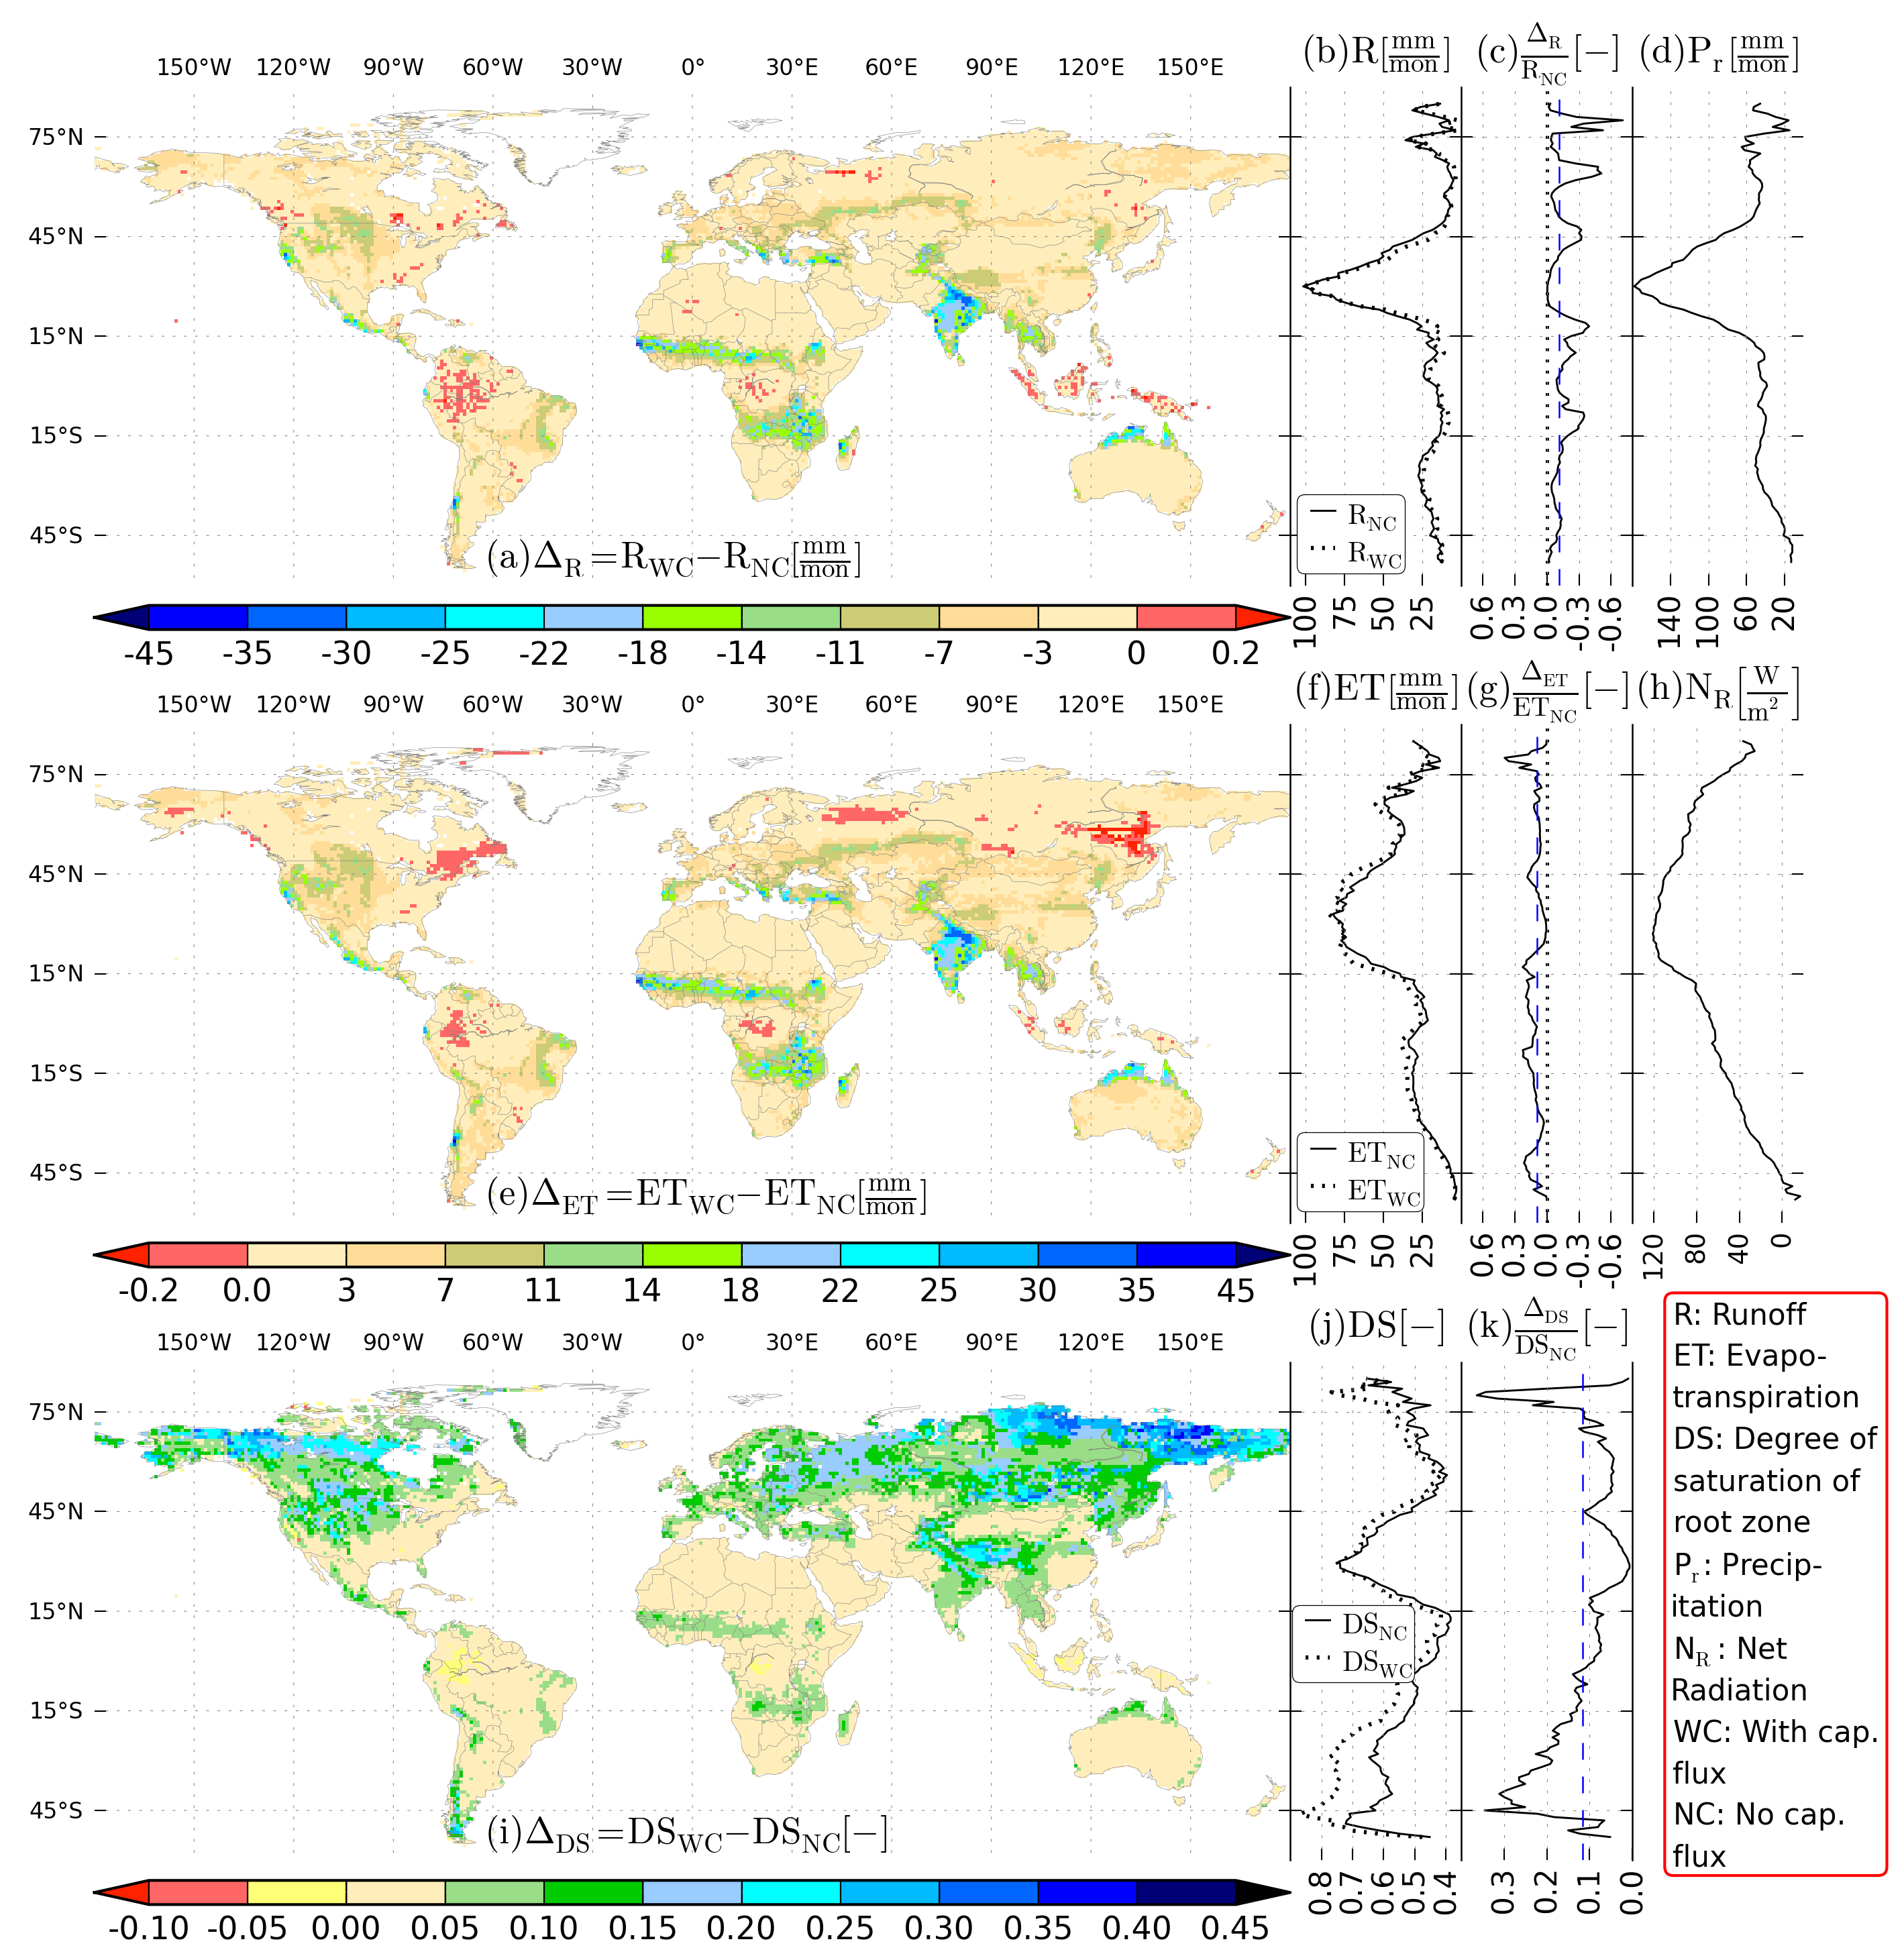 (b)R[mm/mon] (c)Δ_R/R_NC[−] (d)P_r[mm/mon]
150°W 120°W 90°W 60°W 30°W 0° 30°E 60°E 90°E 120°E 150°E
75°N
45°N
15°N
15°S
45°S
(a)Δ_R=R_WC−R_NC[mm/mon]
R_NC
R_WC
100 75 50 25
0.6 0.3 0.0 -0.3 -0.6
140 100 60 20
-45 -35 -30 -25 -22 -18 -14 -11 -7 -3 0 0.2
(f)ET[mm/mon] (g)Δ_ET/ET_NC[−] (h)N_R[W/m²]
150°W 120°W 90°W 60°W 30°W 0° 30°E 60°E 90°E 120°E 150°E
75°N
45°N
15°N
15°S
45°S
(e)Δ_ET=ET_WC−ET_NC[mm/mon]
ET_NC
ET_WC
100 75 50 25
0.6 0.3 0.0 -0.3 -0.6
120 80 40 0
-0.2 0.0 3 7 11 14 18 22 25 30 35 45
(j)DS[−] (k)Δ_DS/DS_NC[−]
150°W 120°W 90°W 60°W 30°W 0° 30°E 60°E 90°E 120°E 150°E
75°N
45°N
15°N
15°S
45°S
(i)Δ_DS=DS_WC−DS_NC[−]
DS_NC
DS_WC
0.8 0.7 0.6 0.5 0.4
0.3 0.2 0.1 0.0
-0.10 -0.05 0.00 0.05 0.10 0.15 0.20 0.25 0.30 0.35 0.40 0.45
R: Runoff
ET: Evapo-
transpiration
DS: Degree of
saturation of
root zone
P_r: Precip-
itation
N_R: Net
Radiation
WC: With cap.
flux
NC: No cap.
flux